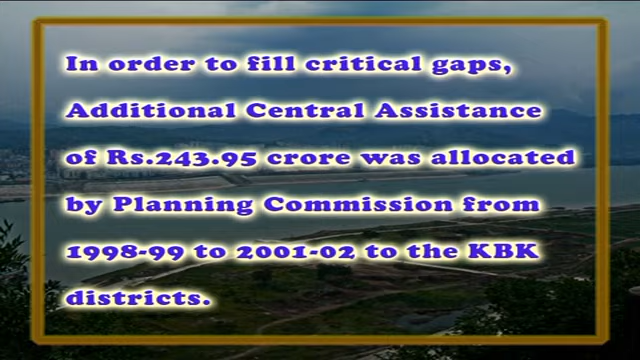 In order to fill critical gaps,
Additional Central Assistance
of Rs.243.95 crore was allocated
by Planning Commission from
1998-99 to 2001-02 to the KBK
districts.